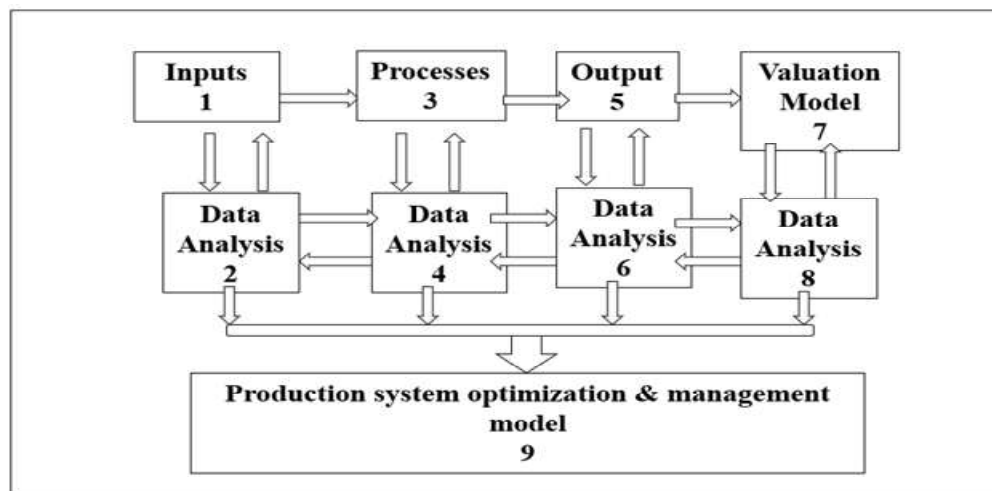 Inputs
1
Processes
3
Output
5
Valuation
Model
7
Data
Analysis
2
Data
Analysis
4
Data
Analysis
6
Data
Analysis
8
Production system optimization & management
model
9